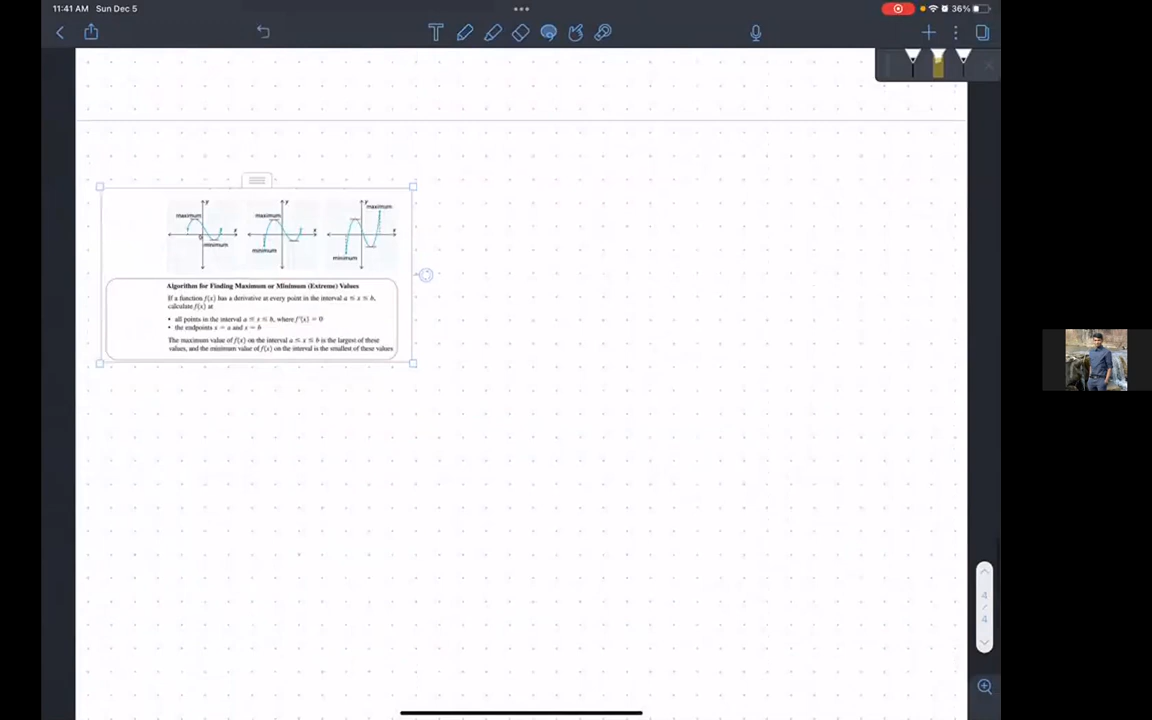 11:41 AM Sun Dec 5
36%
T
y
maximum
x
0
minimum
y
maximum
x
minimum
y
maximum
x
minimum
Algorithm for Finding Maximum or Minimum (Extreme) Values
If a function f(x) has a derivative at every point in the interval a ≤ x ≤ b,
calculate f(x) at
• all points in the interval a ≤ x ≤ b, where f'(x) = 0
• the endpoints x = a and x = b
The maximum value of f(x) on the interval a ≤ x ≤ b is the largest of these
values, and the minimum value of f(x) on the interval is the smallest of these values
4
/
4